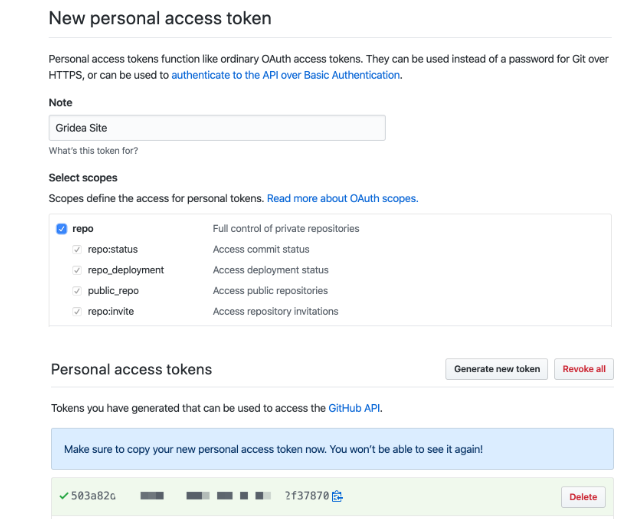 New personal access token
Personal access tokens function like ordinary OAuth access tokens. They can be used instead of a password for Git over
HTTPS, or can be used to authenticate to the API over Basic Authentication.
Note
Gridea Site
What's this token for?
Select scopes
Scopes define the access for personal tokens. Read more about OAuth scopes.
repo Full control of private repositories
repo:status Access commit status
repo_deployment Access deployment status
public_repo Access public repositories
repo:invite Access repository invitations
Personal access tokens Generate new token Revoke all
Tokens you have generated that can be used to access the GitHub API.
Make sure to copy your new personal access token now. You won't be able to see it again!
Delete